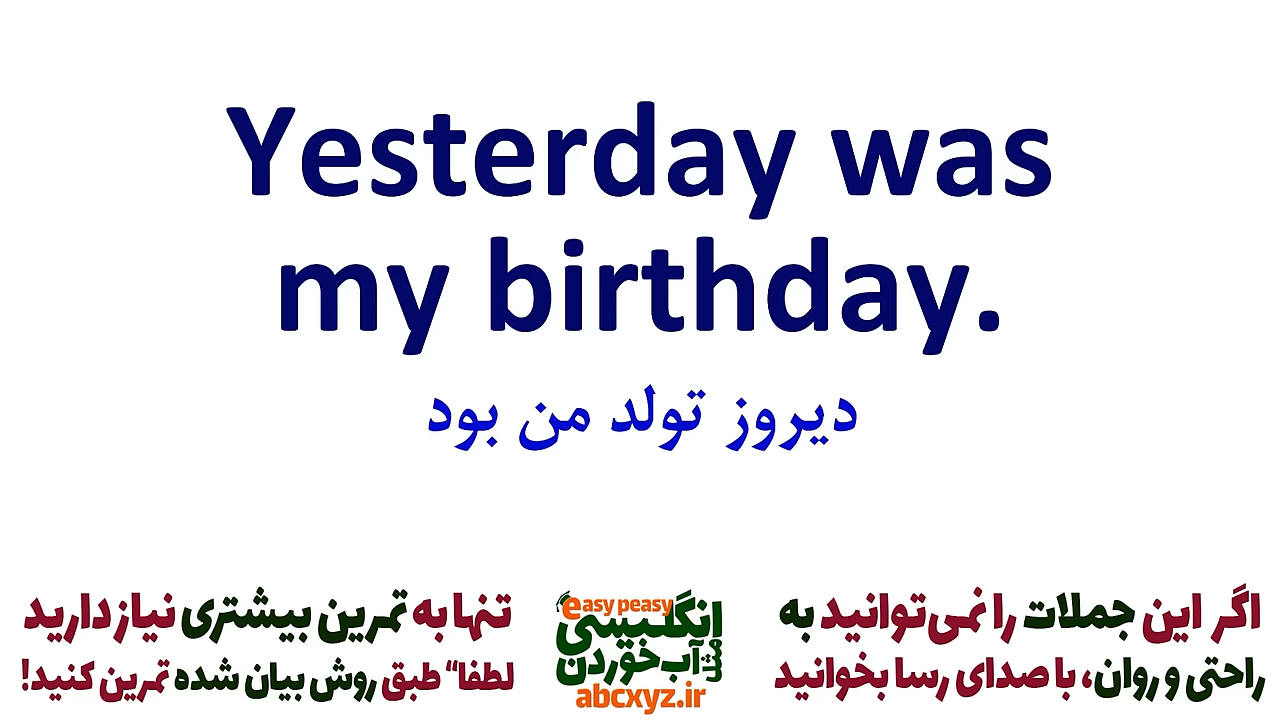 Yesterday was
my birthday.
دیروز تولد من بود
اگر این جملات را نمی‌توانید به
راحتی و روان، با صدای رسا بخوانید
easy peasy
انگلیسی
مثل آب خوردن
abcxyz.ir
تنها به تمرین بیشتری نیاز دارید
لطفا“ طبق روش بیان شده تمرین کنید!